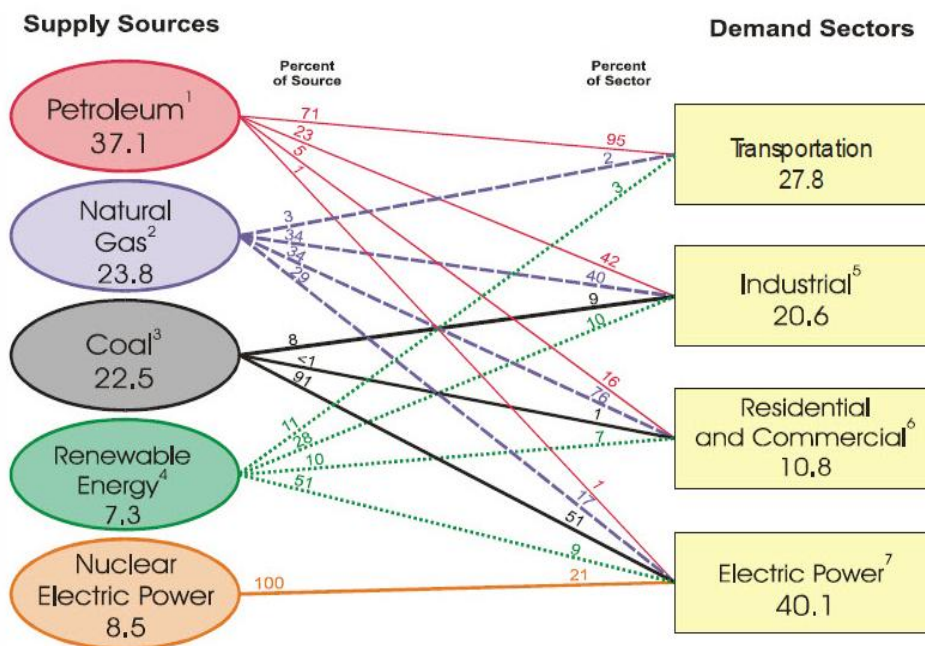 Supply Sources
Demand Sectors
Percent
of Source
Percent
of Sector
Petroleum¹
37.1
71
23
5
1
95
Transportation
27.8
2
3
Natural
Gas²
23.8
3
34
34
29
42
40
9
10
Industrial⁵
20.6
Coal³
22.5
8
<1
91
16
76
1
7
Residential
and Commercial⁶
10.8
Renewable
Energy⁴
7.3
11
28
10
51
1
17
51
9
21
Electric Power⁷
40.1
Nuclear
Electric Power
8.5
100